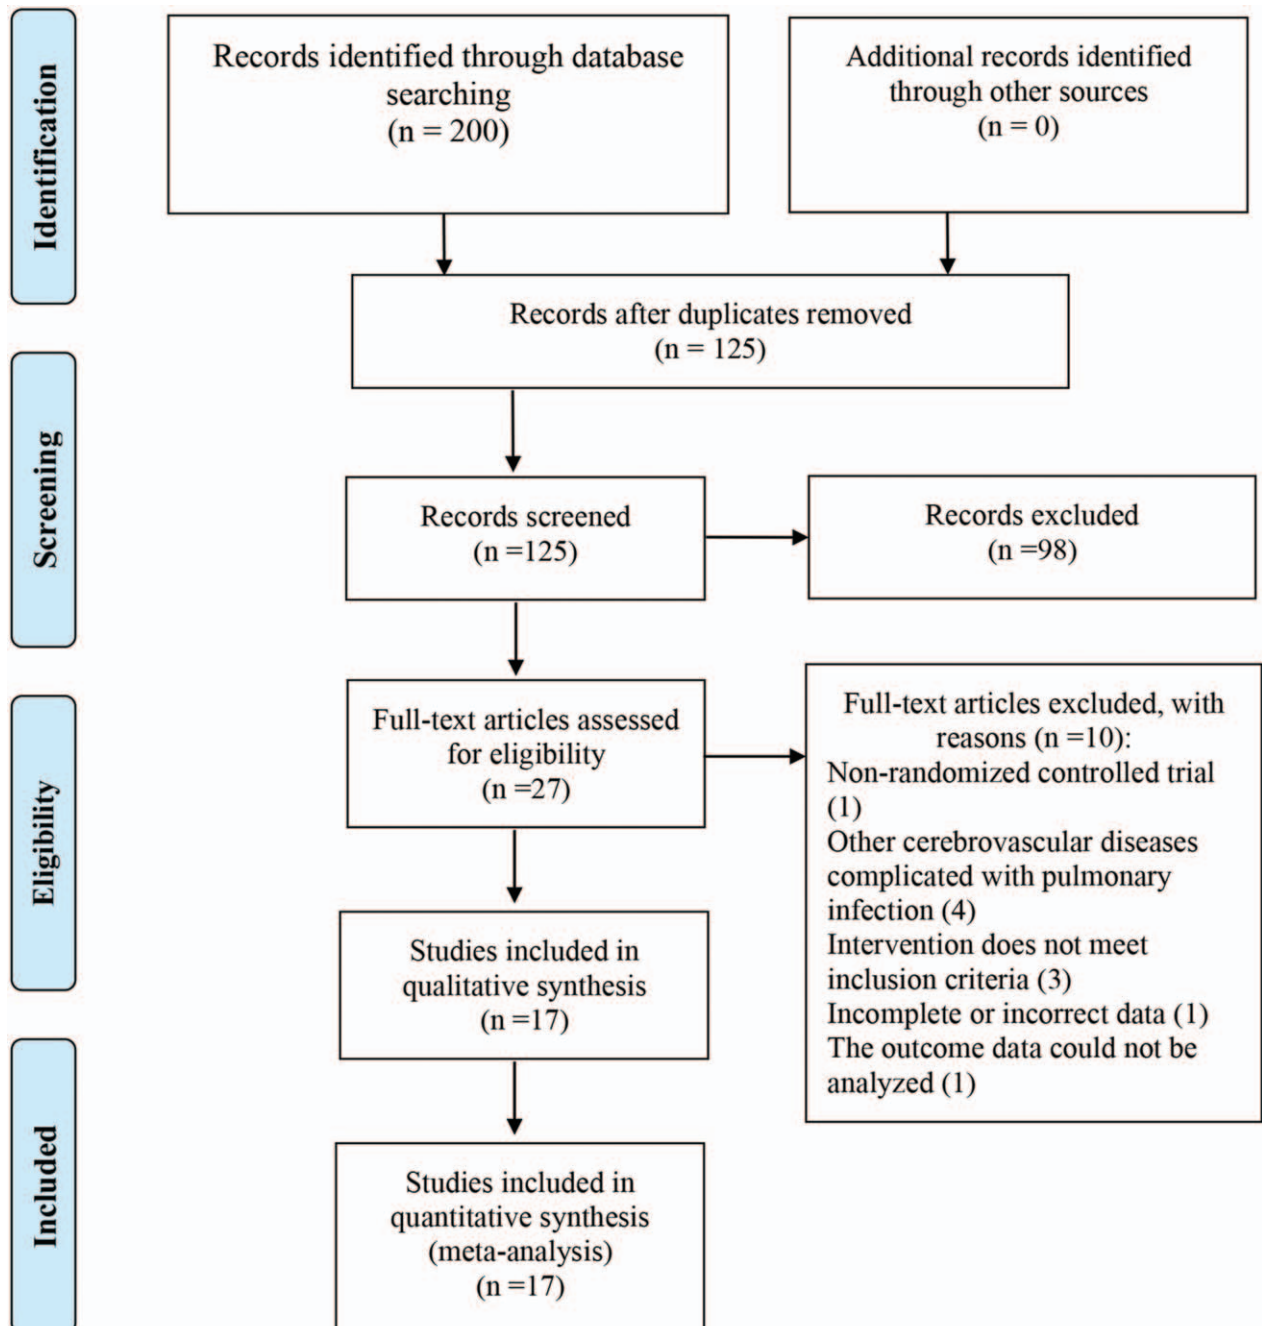 Identification
Records identified through database
searching
(n = 200)
Additional records identified
through other sources
(n = 0)
Records after duplicates removed
(n = 125)
Screening
Records screened
(n =125)
Records excluded
(n =98)
Eligibility
Full-text articles assessed
for eligibility
(n =27)
Full-text articles excluded, with
reasons (n =10):
Non-randomized controlled trial
(1)
Other cerebrovascular diseases
complicated with pulmonary
infection (4)
Intervention does not meet
inclusion criteria (3)
Incomplete or incorrect data (1)
The outcome data could not be
analyzed (1)
Studies included in
qualitative synthesis
(n =17)
Included
Studies included in
quantitative synthesis
(meta-analysis)
(n =17)